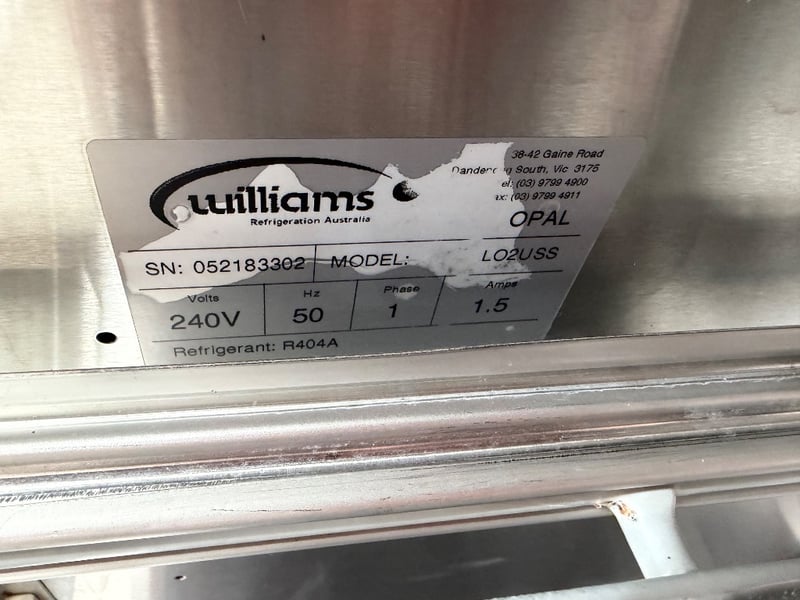 williams
Refrigeration Australia
38-42 Gaine Road
South, Vic 3175
(03) 9799 4900
(03) 9799 4911
OPAL
SN: 052183302 MODEL: LO2USS
Volts Hz Phase Amps
240V 50 1 1.5
Refrigerant: R404A